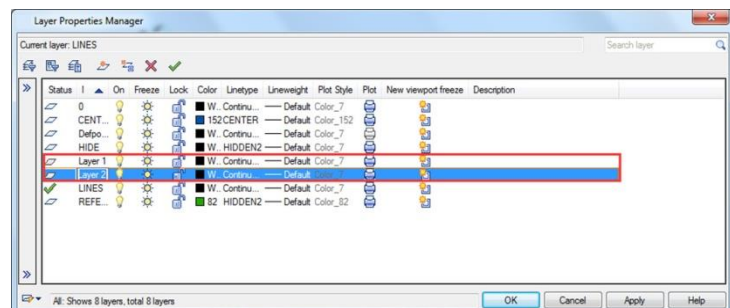 Layer Properties Manager
Current layer: LINES
Search layer
Status I On Freeze Lock Color Linetype Lineweight Plot Style Plot New viewport freeze Description
0 W.. Continu... Default Color_7
CENT... 152 CENTER Default Color_152
Defpo... W.. Continu... Default Color_7
HIDE W.. HIDDEN2 Default Color_7
Layer 1 W.. Continu... Default Color_7
Layer 2 W.. Continu... Default Color_7
LINES W.. Continu... Default Color_7
REFE... 82 HIDDEN2 Default Color_82
All: Shows 8 layers, total 8 layers
OK Cancel Apply Help